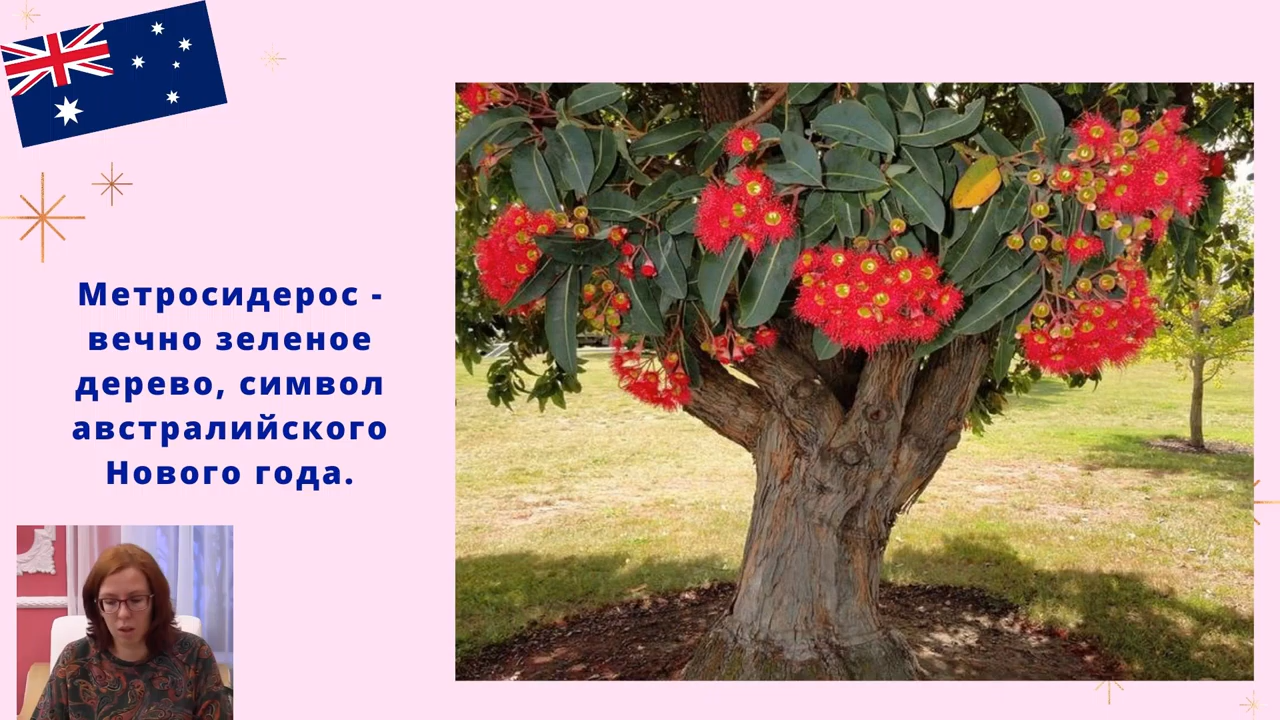 Метросидерос -
вечно зеленое
дерево, символ
австралийского
Нового года.